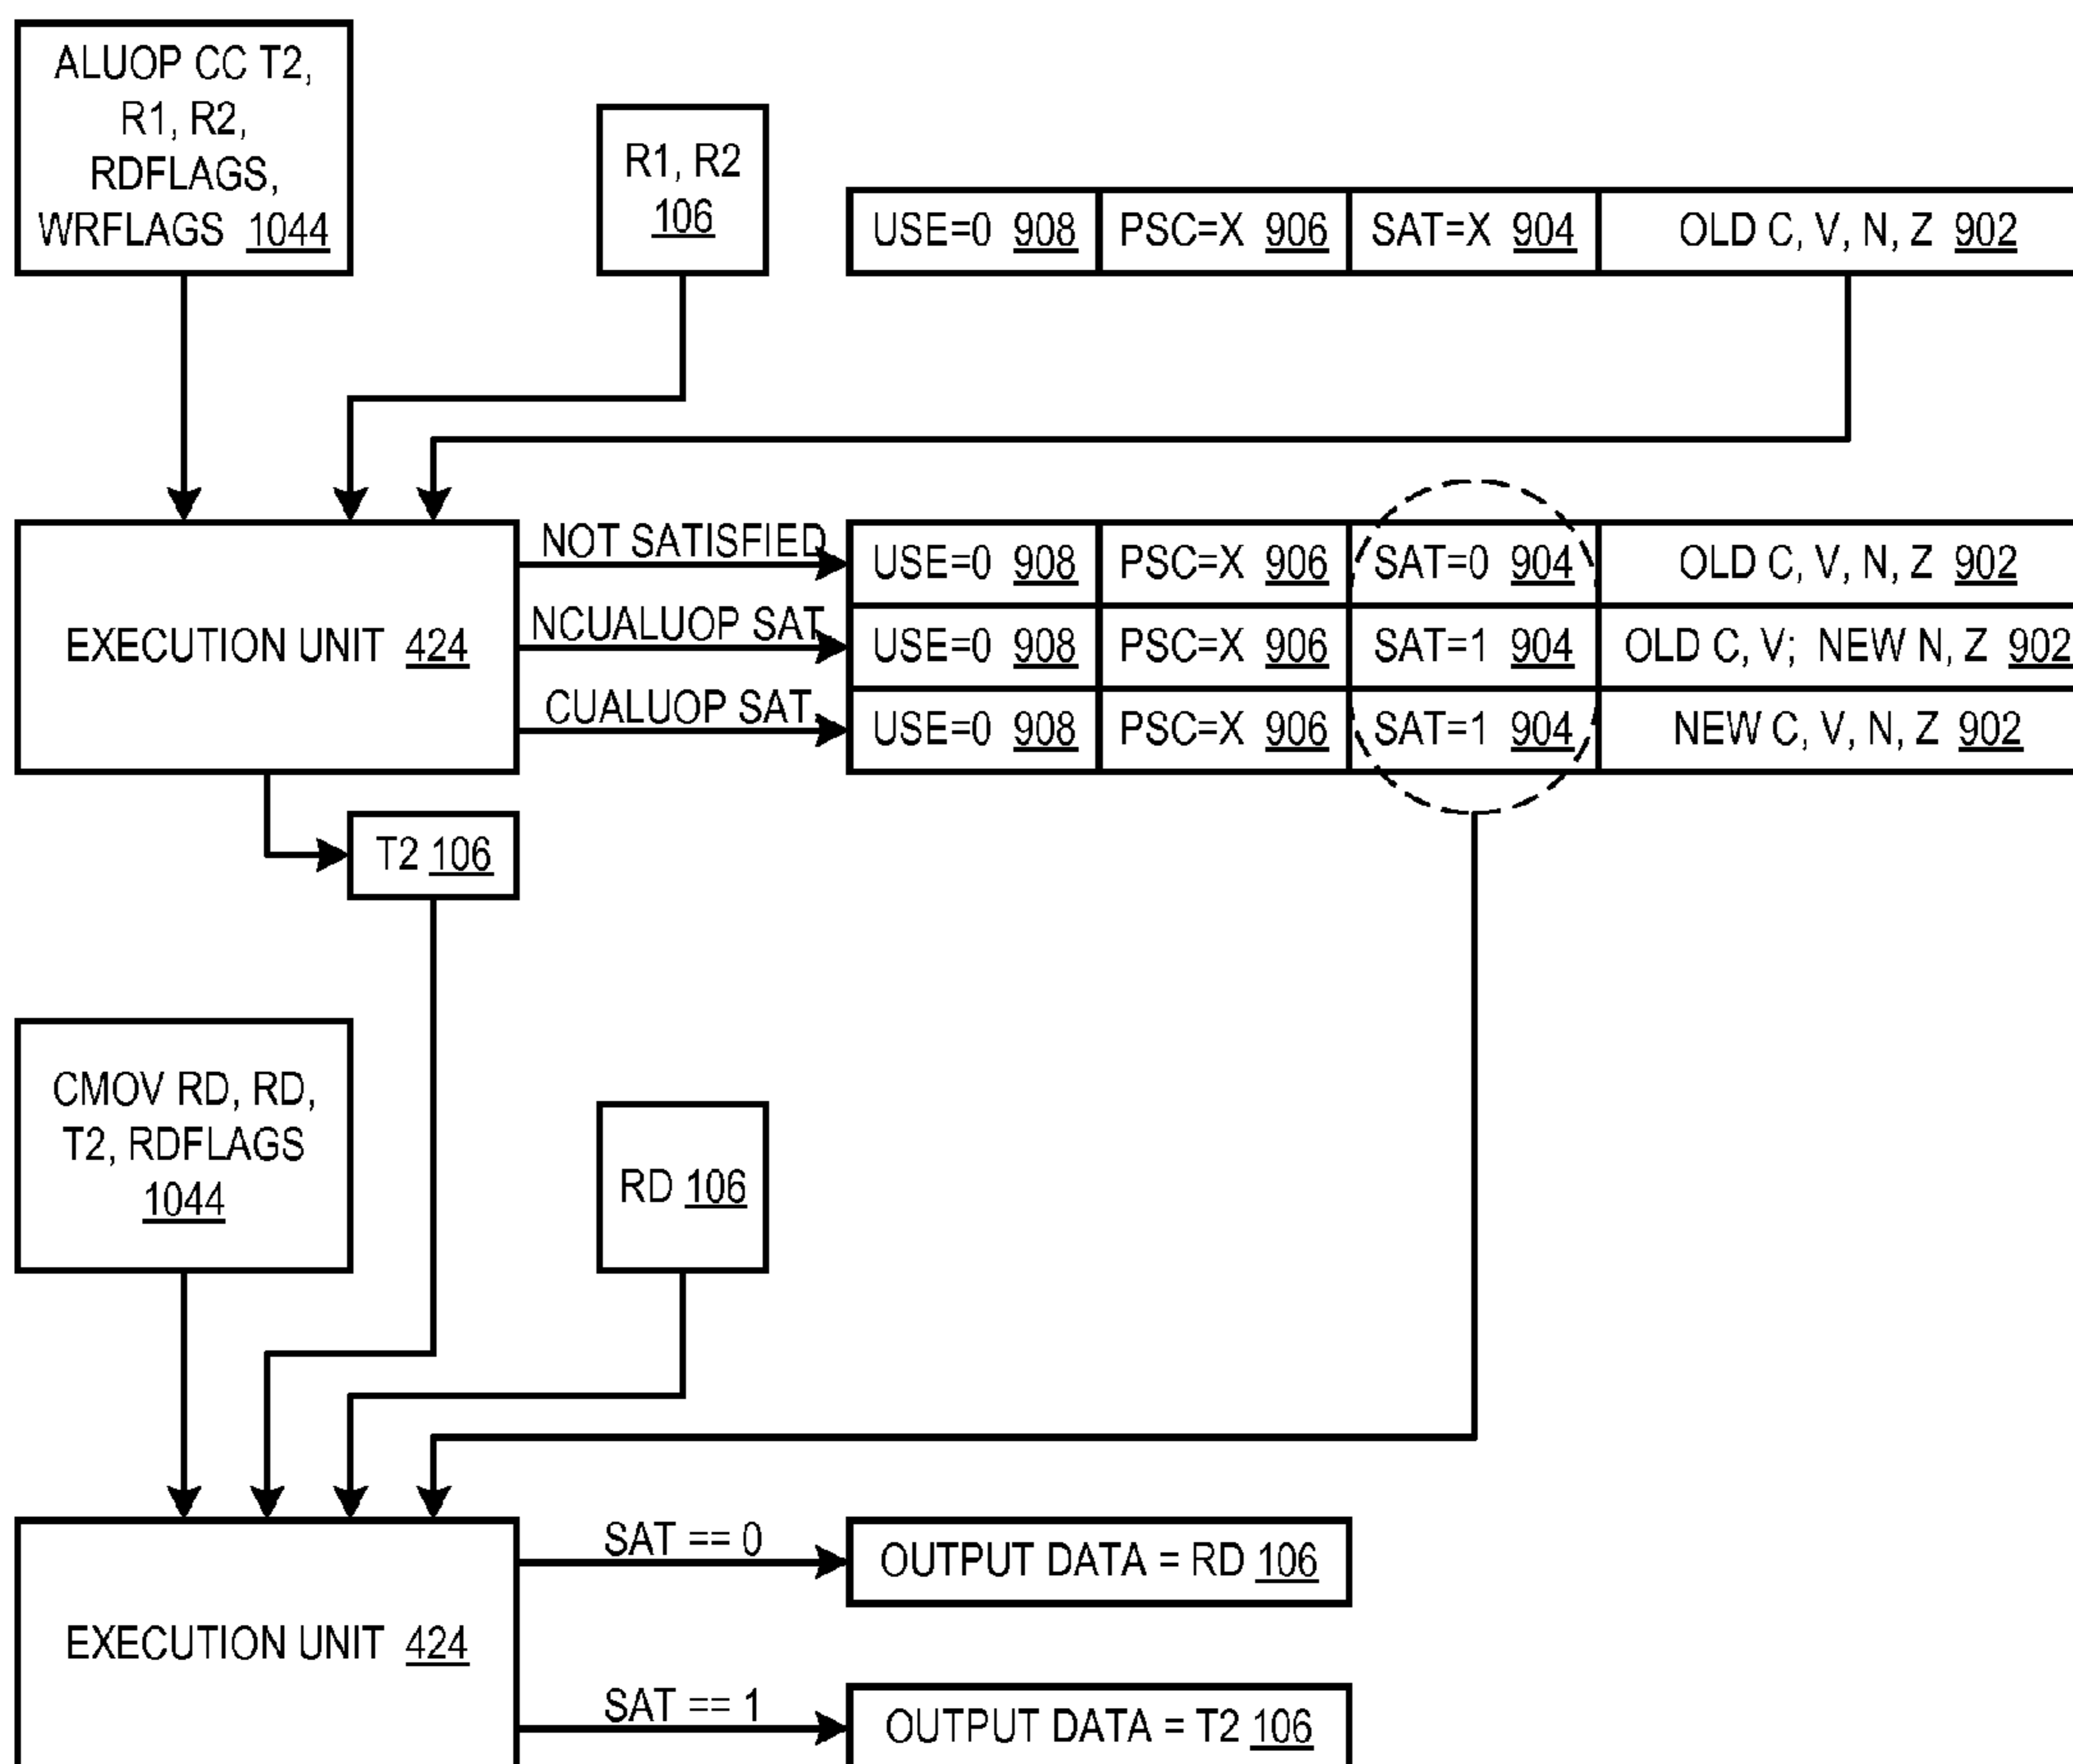 ALUOP CC T2,
R1, R2,
RDFLAGS,
WRFLAGS 1044
R1, R2
106
USE=0 908 PSC=X 906 SAT=X 904 OLD C, V, N, Z 902
EXECUTION UNIT 424
NOT SATISFIED
USE=0 908 PSC=X 906 SAT=0 904 OLD C, V, N, Z 902
NCUALUOP SAT
USE=0 908 PSC=X 906 SAT=1 904 OLD C, V; NEW N, Z 902
CUALUOP SAT
USE=0 908 PSC=X 906 SAT=1 904 NEW C, V, N, Z 902
T2 106
CMOV RD, RD,
T2, RDFLAGS
1044
RD 106
EXECUTION UNIT 424
SAT == 0
OUTPUT DATA = RD 106
SAT == 1
OUTPUT DATA = T2 106